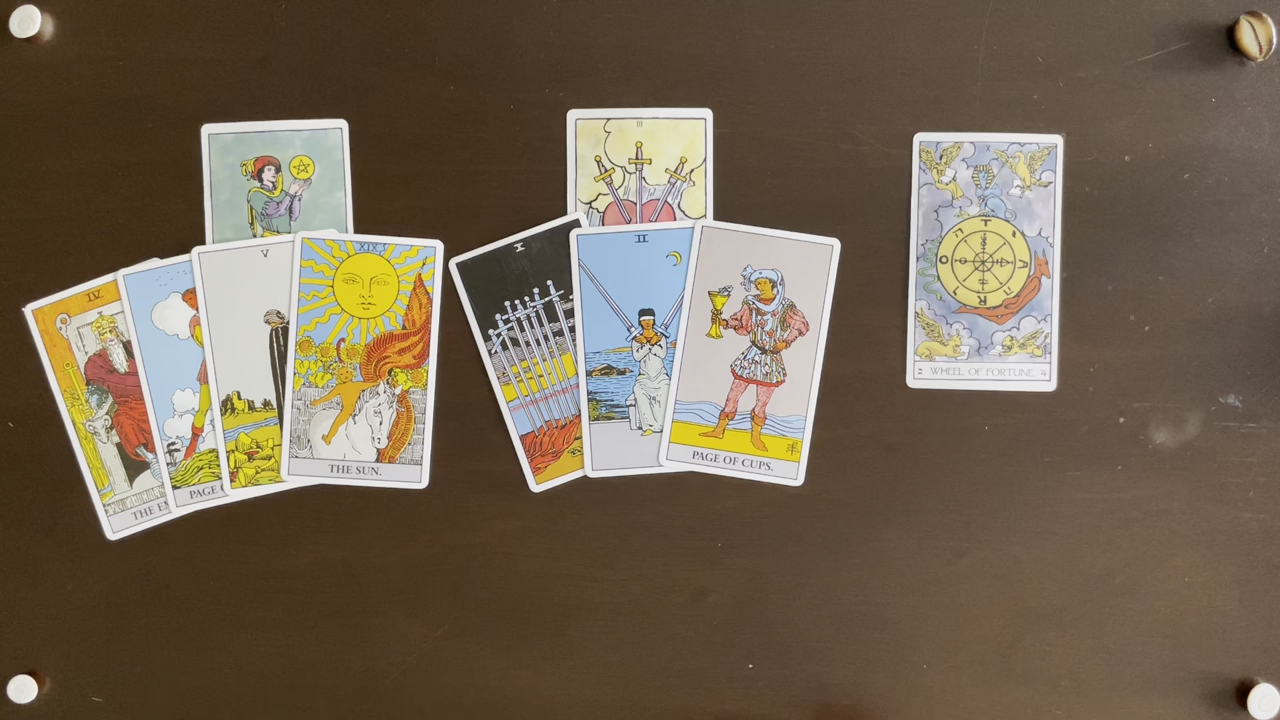 III
X
V
II
XIX
IV
X
WHEEL OF FORTUNE
PAGE OF CUPS.
THE SUN.
PAGE
THE